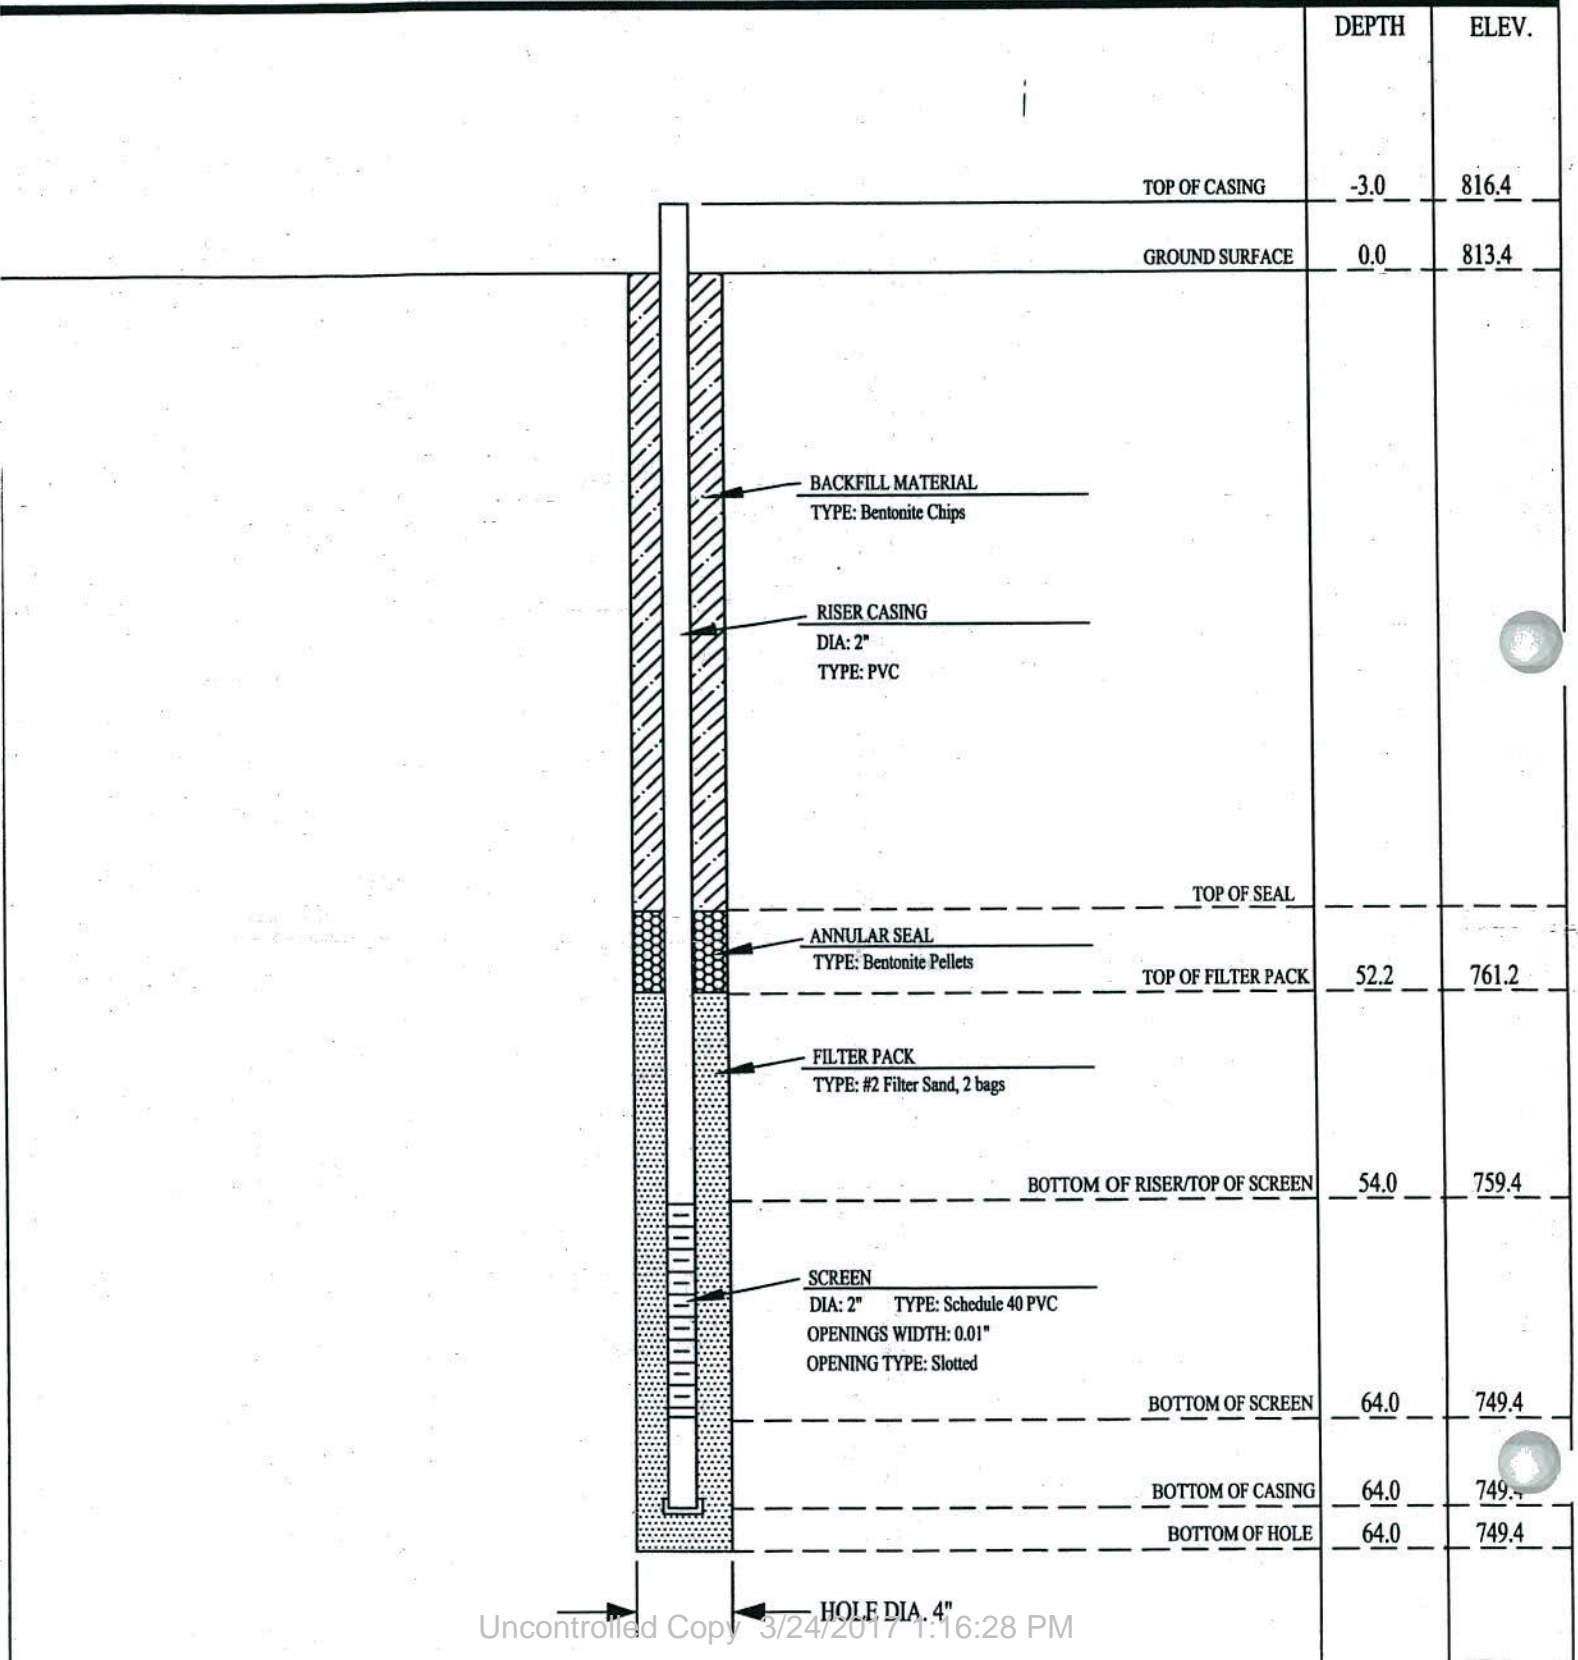 DEPTH ELEV.
TOP OF CASING -3.0 816.4
GROUND SURFACE 0.0 813.4
BACKFILL MATERIAL
TYPE: Bentonite Chips
RISER CASING
DIA: 2"
TYPE: PVC
TOP OF SEAL
ANNULAR SEAL
TYPE: Bentonite Pellets
TOP OF FILTER PACK 52.2 761.2
FILTER PACK
TYPE: #2 Filter Sand, 2 bags
BOTTOM OF RISER/TOP OF SCREEN 54.0 759.4
SCREEN
DIA: 2" TYPE: Schedule 40 PVC
OPENINGS WIDTH: 0.01"
OPENING TYPE: Slotted
BOTTOM OF SCREEN 64.0 749.4
BOTTOM OF CASING 64.0 749.4
BOTTOM OF HOLE 64.0 749.4
HOLE DIA. 4"
Uncontrolled Copy 3/24/2017 1:16:28 PM